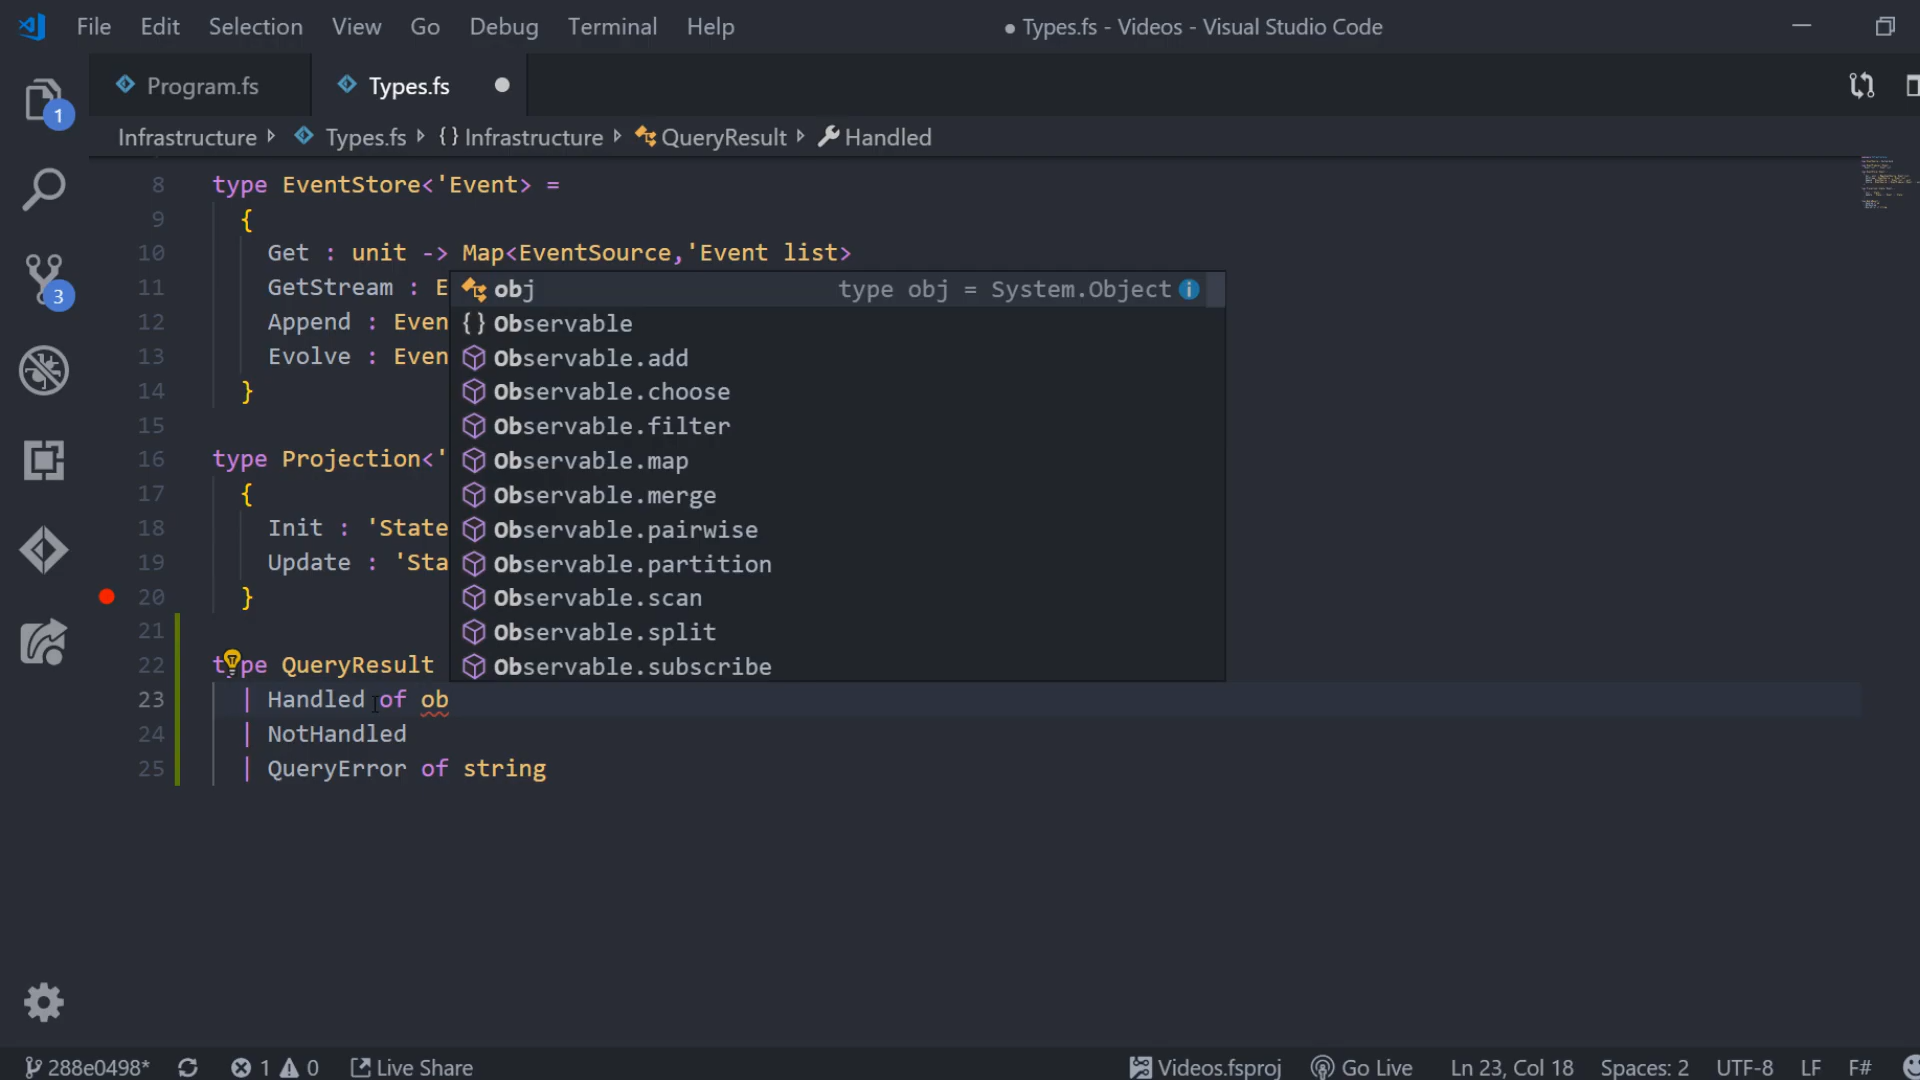 File Edit Selection View Go Debug Terminal Help ● Types.fs - Videos - Visual Studio Code
Program.fs Types.fs
Infrastructure Types.fs {} Infrastructure QueryResult Handled
8 type EventStore<'Event> =
9 {
10 Get : unit -> Map<EventSource,'Event list>
11 GetStream : E
12 Append : Even
13 Evolve : Even
14 }
15
16 type Projection<'
17 {
18 Init : 'State
19 Update : 'Sta
20 }
21
22 type QueryResult
23 | Handled of ob
24 | NotHandled
25 | QueryError of string
obj type obj = System.Object
{} Observable
Observable.add
Observable.choose
Observable.filter
Observable.map
Observable.merge
Observable.pairwise
Observable.partition
Observable.scan
Observable.split
Observable.subscribe
1
3
288e0498* 1 0 Live Share Videos.fsproj Go Live Ln 23, Col 18 Spaces: 2 UTF-8 LF F#